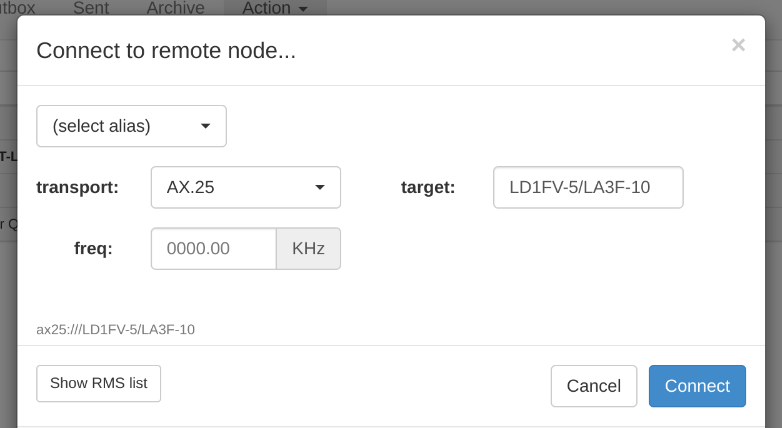 Sent Archive Action
Connect to remote node... ×
(select alias)
transport: AX.25 target: LD1FV-5/LA3F-10
freq: 0000.00 KHz
ax25:///LD1FV-5/LA3F-10
Show RMS list Cancel Connect